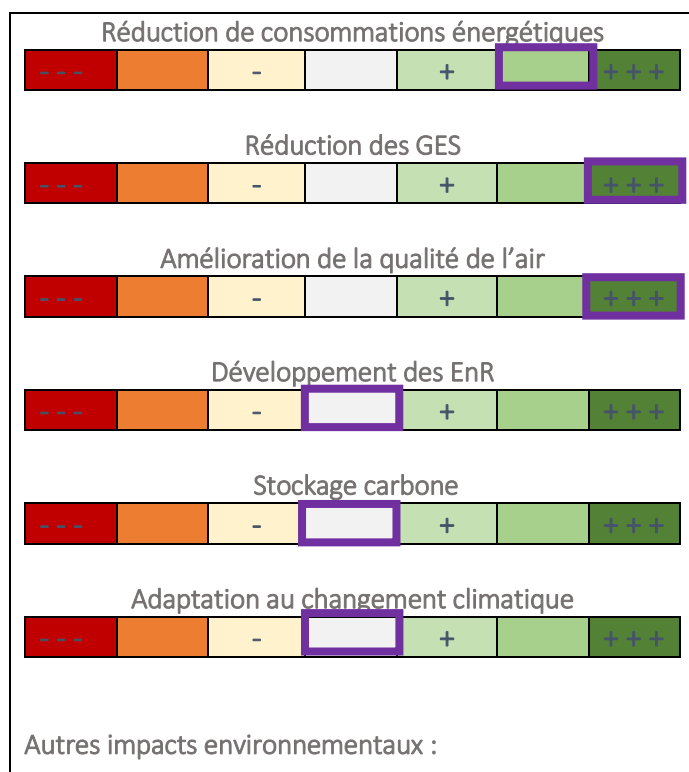 Réduction de consommations énergétiques
- - - - + + + +
Réduction des GES
- - - - + + + +
Amélioration de la qualité de l’air
- - - - + + + +
Développement des EnR
- - - - + + + +
Stockage carbone
- - - - + + + +
Adaptation au changement climatique
- - - - + + + +
Autres impacts environnementaux :